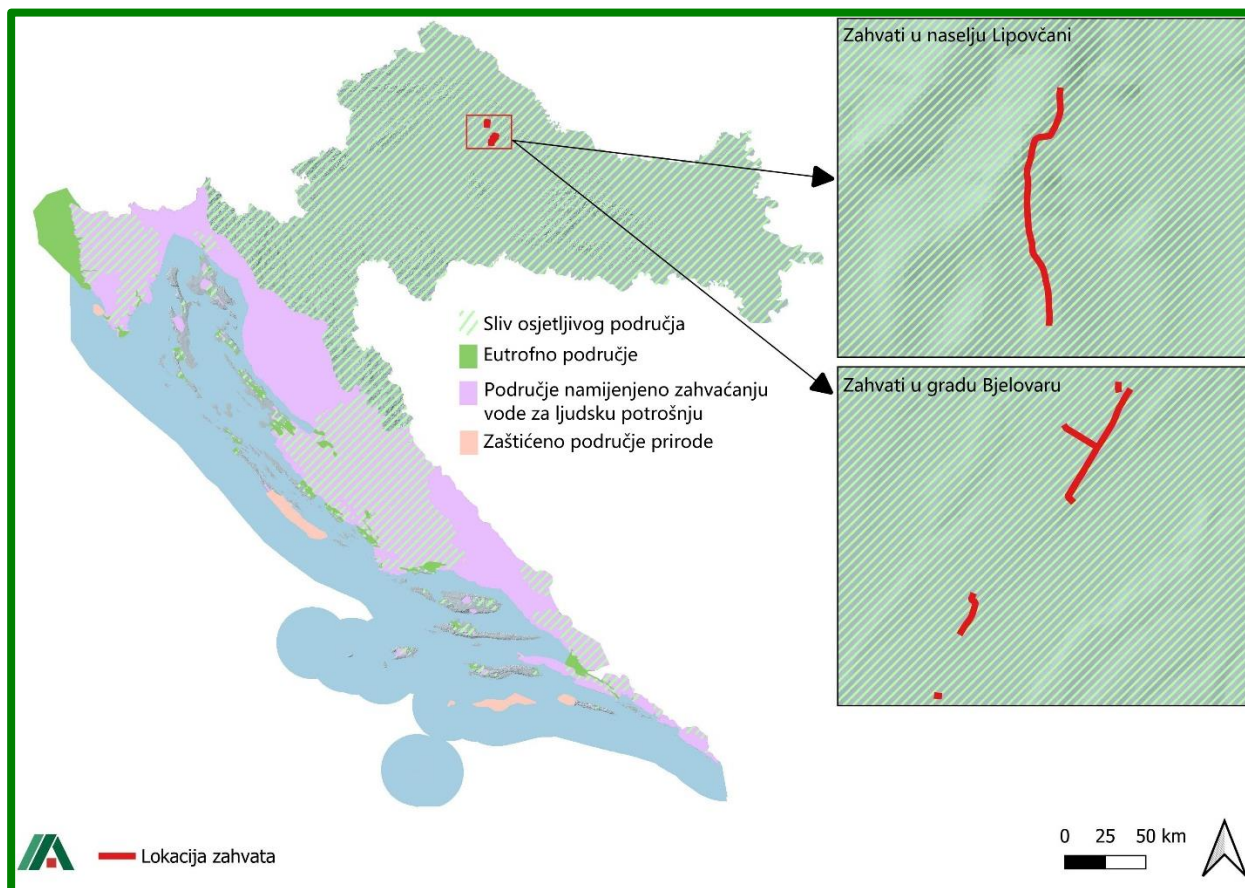 Zahvati u naselju Lipovčani
Sliv osjetljivog područja
Eutrofno područje
Područje namijenjeno zahvaćanju
vode za ljudsku potrošnju
Zaštićeno područje prirode
Zahvati u gradu Bjelovaru
Lokacija zahvata
0 25 50 km